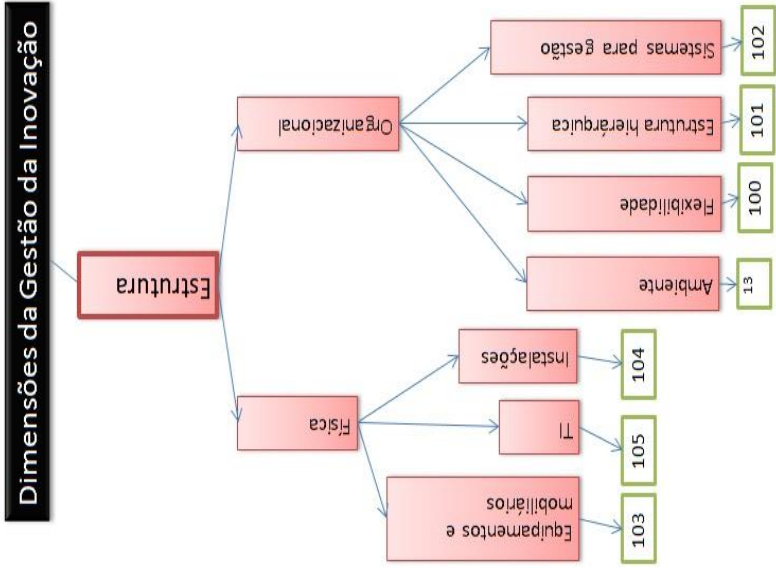 Dimensões da Gestão da Inovação
Estrutura
Organizacional
Física
Sistemas para gestão
102
Estrutura hierárquica
101
Flexibilidade
100
Ambiente
13
Instalações
104
TI
105
Equipamentos e
mobiliários
103